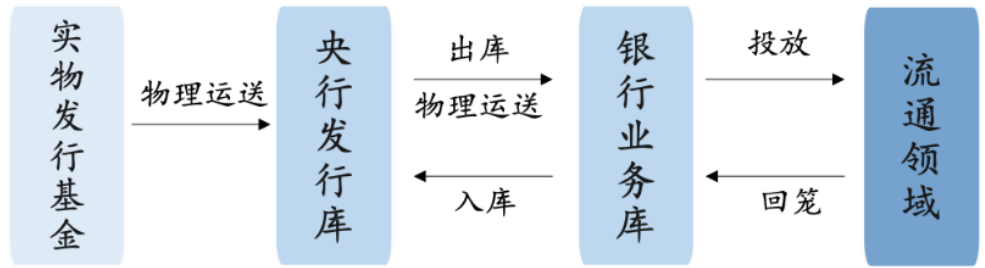 实物发行基金
物理运送
央行发行库
出库
物理运送
入库
银行业务库
投放
回笼
流通领域